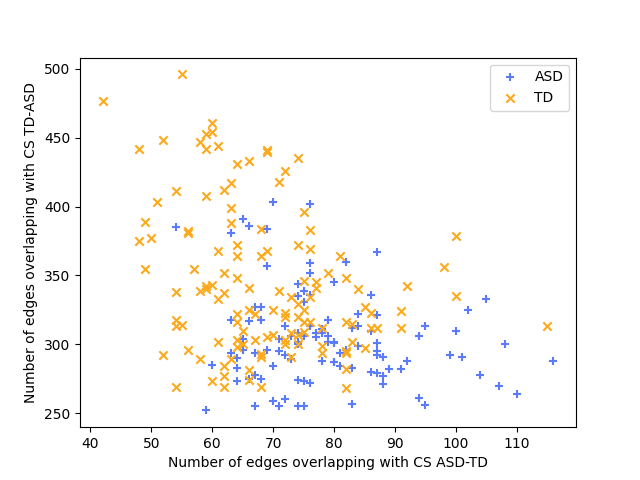 500
450
400
350
300
250
Number of edges overlapping with CS TD-ASD
ASD
TD
40 50 60 70 80 90 100 110
Number of edges overlapping with CS ASD-TD